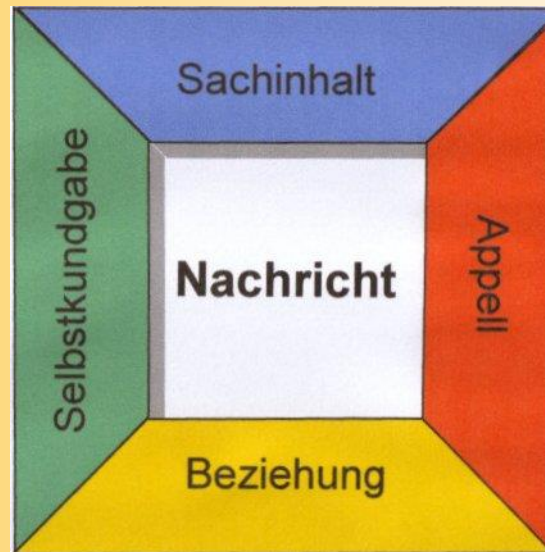 Sachinhalt
Selbstkundgabe
Nachricht
Appell
Beziehung